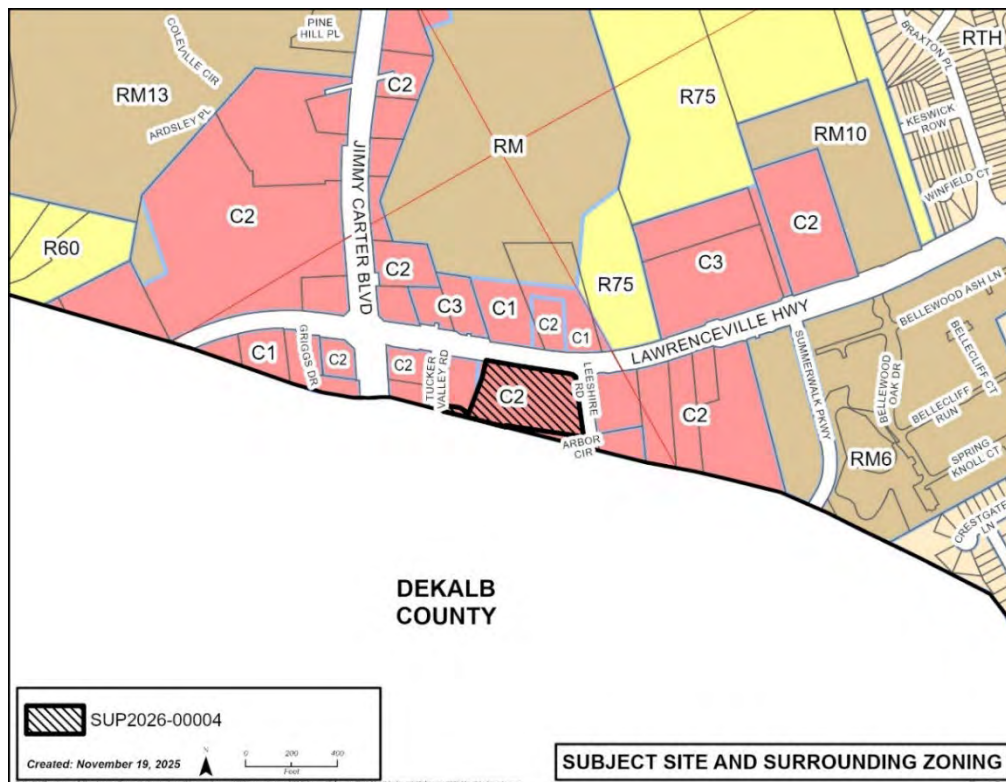 PINE
HILL PL
COLEVILLE CIR
RM13
ARDSLEY PL
C2
JIMMY CARTER BLVD
RM
R75
RM10
RTH
BRAXTON PL
KESWICK
ROW
WINFIELD CT
R60
C2
C2
C3
C1
C2
C1
R75
C3
C2
LAWRENCEVILLE HWY
C1
GRIGGS DR
C2
C2
TUCKER
VALLEY RD
C2
LEESHIRE
RD
ARBOR
CIR
C2
SUMMERWALK PKWY
BELLEWOOD ASH LN
BELLEWOOD
OAK DR
BELLECLIFF CT
BELLECLIFF
RUN
SPRING
KNOLL CT
RM6
CRESTGATE
LN
DEKALB
COUNTY
SUP2026-00004
Created: November 19, 2025
N
0 200 400
Feet
SUBJECT SITE AND SURROUNDING ZONING